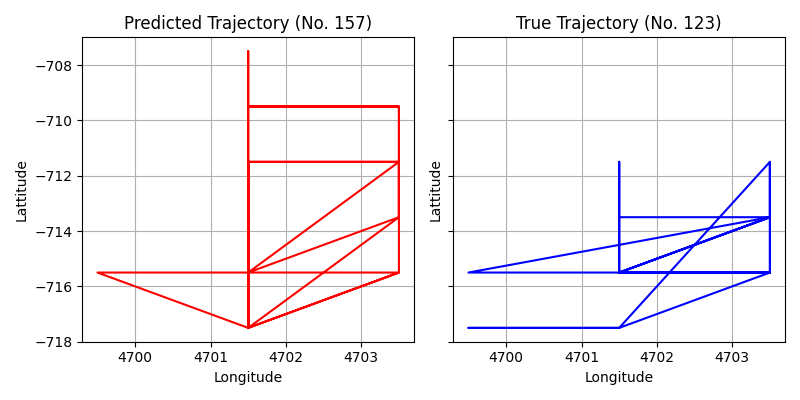 Predicted Trajectory (No. 157)
True Trajectory (No. 123)
−708
−710
−712
−714
−716
−718
Lattitude
Lattitude
4700
4701
4702
4703
4700
4701
4702
4703
Longitude
Longitude